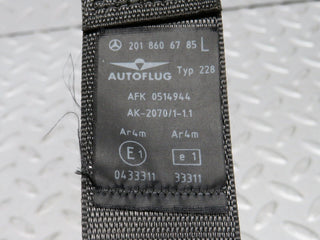 201 860 67 85 L
AUTOFLUG Typ 228
AFK 0514944
AK-2070/1-1.1
Ar4m Ar4m
E1 e 1
0433311 33311